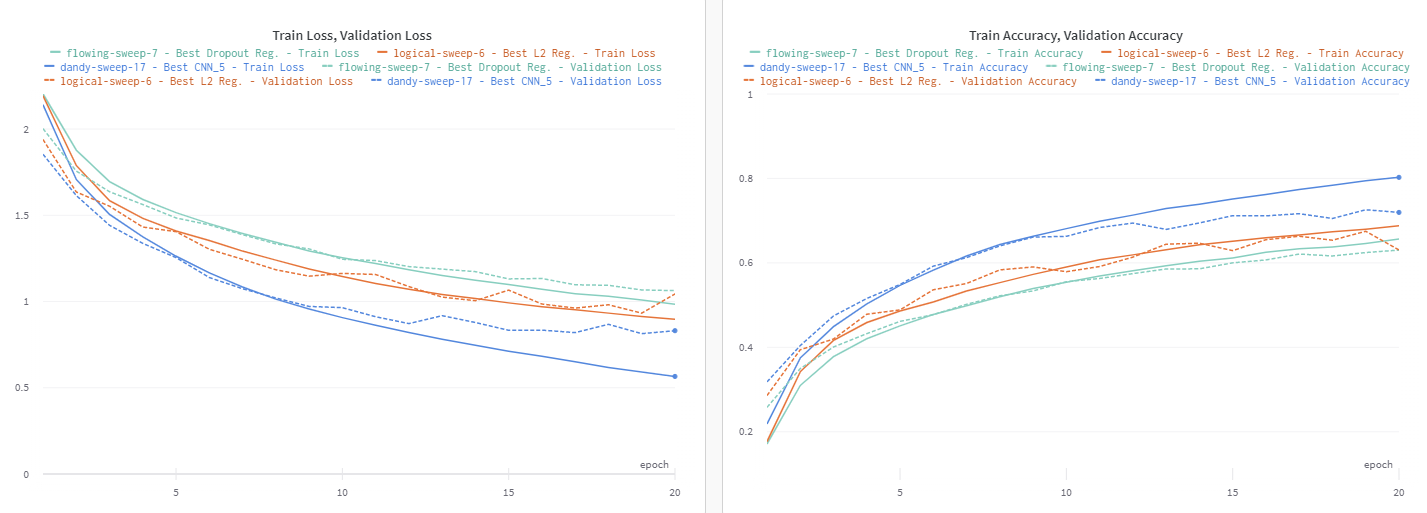 Train Loss, Validation Loss
flowing-sweep-7 - Best Dropout Reg. - Train Loss logical-sweep-6 - Best L2 Reg. - Train Loss
dandy-sweep-17 - Best CNN_5 - Train Loss flowing-sweep-7 - Best Dropout Reg. - Validation Loss
logical-sweep-6 - Best L2 Reg. - Validation Loss dandy-sweep-17 - Best CNN_5 - Validation Loss
2
1.5
1
0.5
0
epoch
5 10 15 20
Train Accuracy, Validation Accuracy
flowing-sweep-7 - Best Dropout Reg. - Train Accuracy logical-sweep-6 - Best L2 Reg. - Train Accuracy
dandy-sweep-17 - Best CNN_5 - Train Accuracy flowing-sweep-7 - Best Dropout Reg. - Validation Accuracy
logical-sweep-6 - Best L2 Reg. - Validation Accuracy dandy-sweep-17 - Best CNN_5 - Validation Accuracy
1
0.8
0.6
0.4
0.2
epoch
5 10 15 20